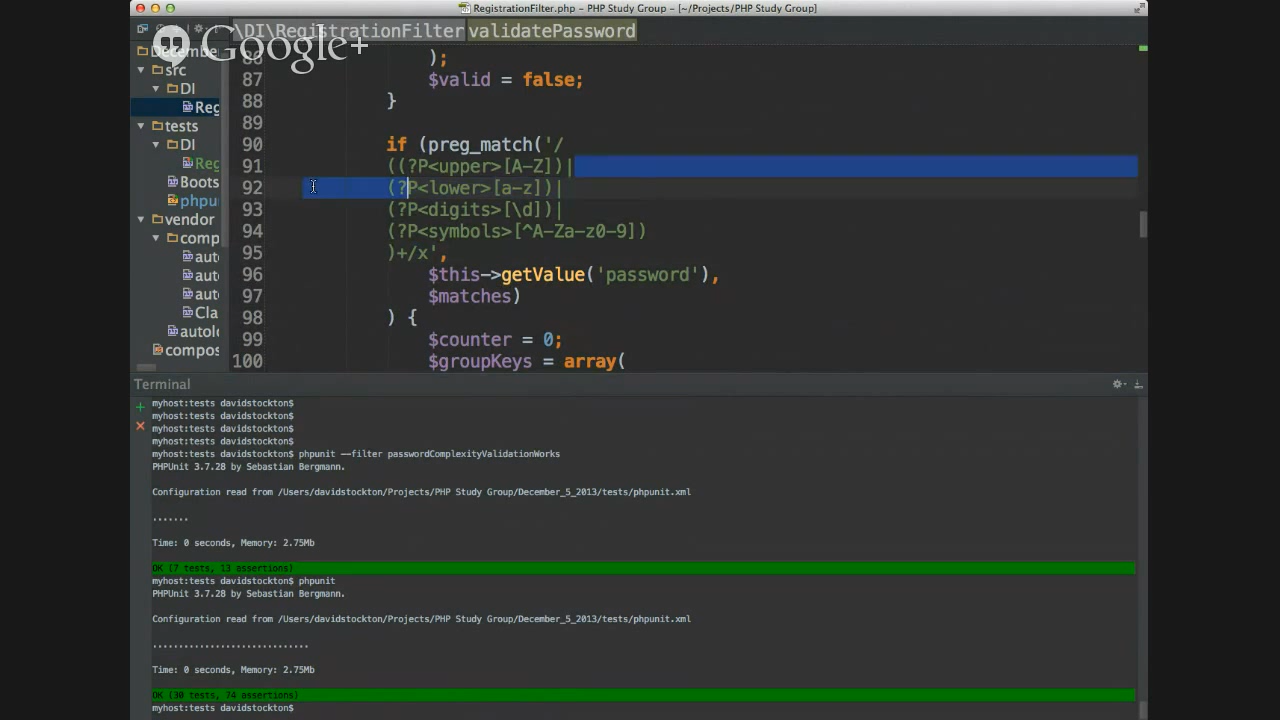 RegistrationFilter.php - PHP Study Group - [~/Projects/PHP Study Group]
\DI\RegistrationFilter validatePassword
Google+
Decembe
src
DI
Reg
tests
DI
Reg
Boots
phpu
vendor
comp
auto
auto
auto
Cla
autolo
compos
86 );
87 $valid = false;
88 }
89
90 if (preg_match('/
91 ((?P<upper>[A-Z])|
92 (?P<lower>[a-z])|
93 (?P<digits>[\d])|
94 (?P<symbols>[^A-Za-z0-9])
95 )+/x',
96 $this->getValue('password'),
97 $matches)
98 ) {
99 $counter = 0;
100 $groupKeys = array(
Terminal
myhost:tests davidstockton$
myhost:tests davidstockton$
myhost:tests davidstockton$
myhost:tests davidstockton$
myhost:tests davidstockton$ phpunit --filter passwordComplexityValidationWorks
PHPUnit 3.7.28 by Sebastian Bergmann.
Configuration read from /Users/davidstockton/Projects/PHP Study Group/December_5_2013/tests/phpunit.xml
.......
Time: 0 seconds, Memory: 2.75Mb
OK (7 tests, 13 assertions)
myhost:tests davidstockton$ phpunit
PHPUnit 3.7.28 by Sebastian Bergmann.
Configuration read from /Users/davidstockton/Projects/PHP Study Group/December_5_2013/tests/phpunit.xml
..............................
Time: 0 seconds, Memory: 2.75Mb
OK (30 tests, 74 assertions)
myhost:tests davidstockton$